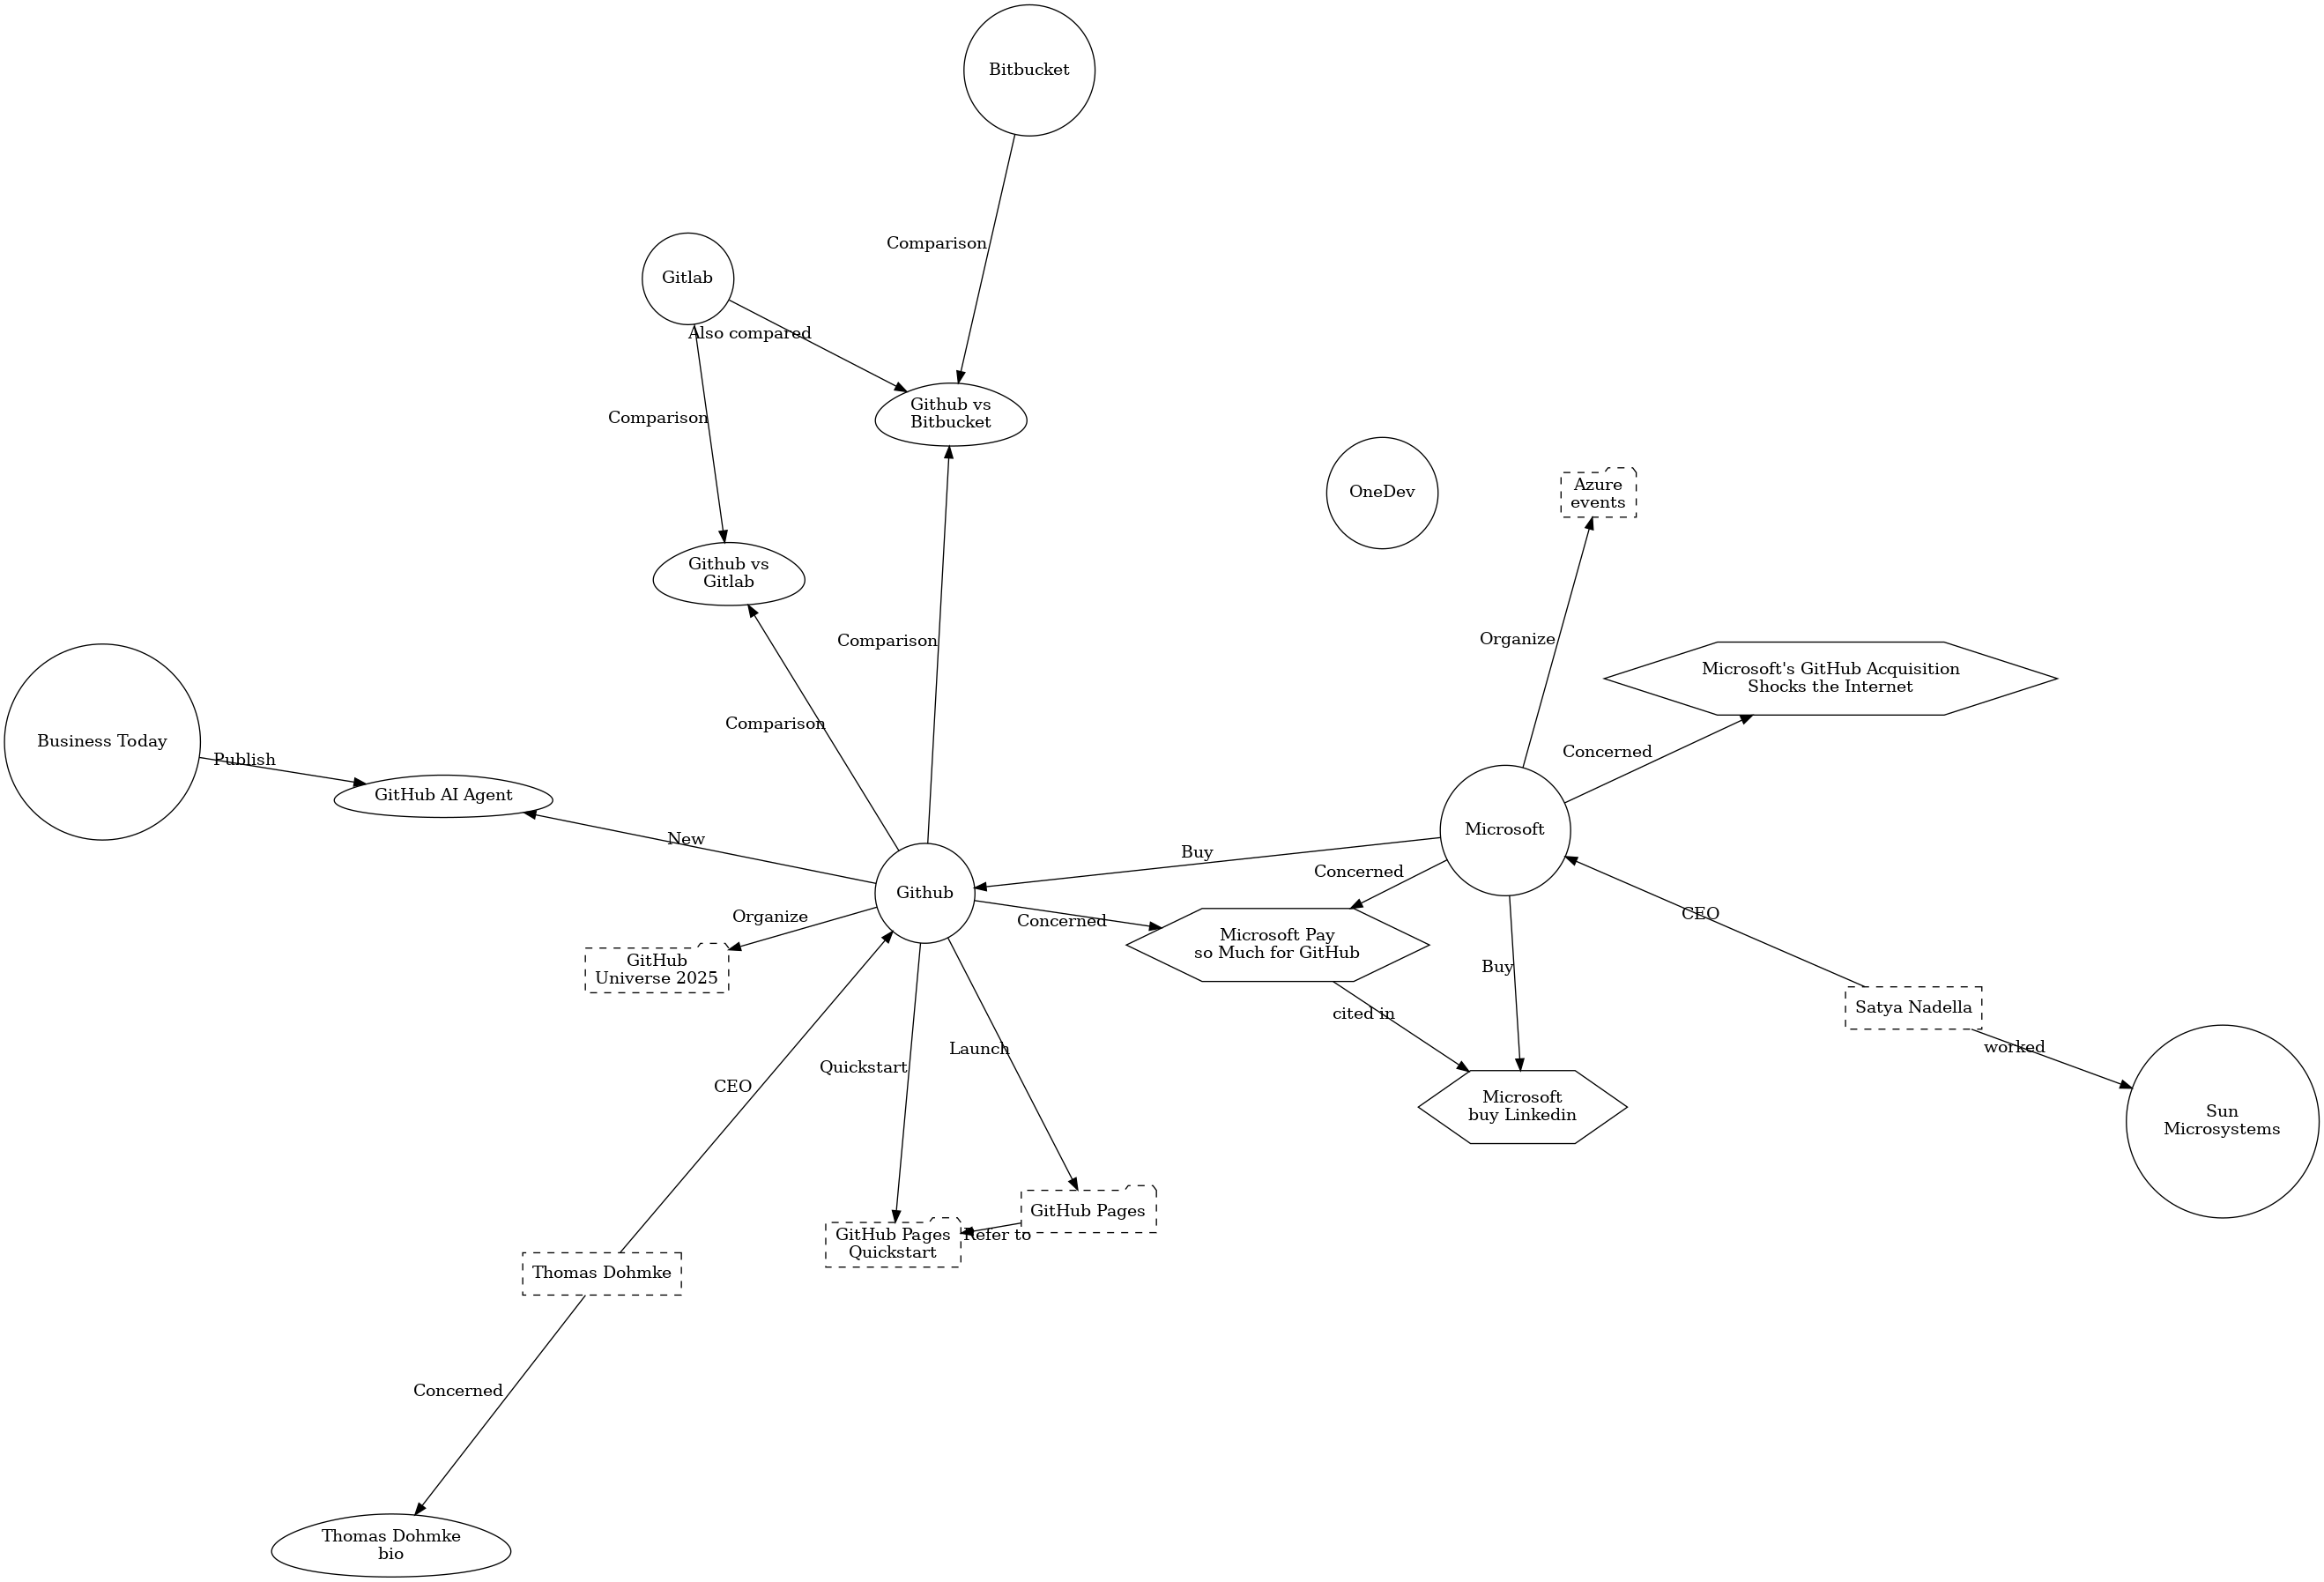 Bitbucket
Comparison
Gitlab
Also compared
Comparison
Github vs
Bitbucket
OneDev
Azure
events
Github vs
Gitlab
Comparison
Organize
Microsoft's GitHub Acquisition
Shocks the Internet
Comparison
Business Today
Publish
Concerned
GitHub AI Agent
New
Microsoft
Buy
Concerned
Github
Organize
Concerned
CEO
GitHub
Universe 2025
Microsoft Pay
so Much for GitHub
Buy
cited in
Satya Nadella
worked
Quickstart
Launch
CEO
Microsoft
buy Linkedin
Sun
Microsystems
GitHub Pages
Refer to
GitHub Pages
Quickstart
Thomas Dohmke
Concerned
Thomas Dohmke
bio